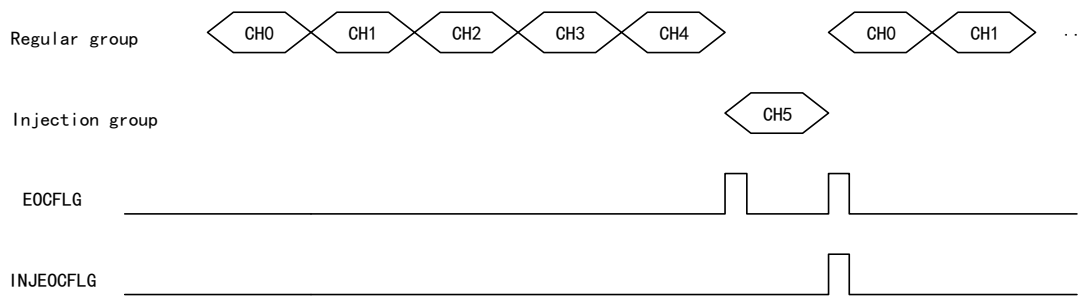 Regular group CH0 CH1 CH2 CH3 CH4 CH0 CH1 ..
Injection group CH5
EOCFLG
INJEOCFLG